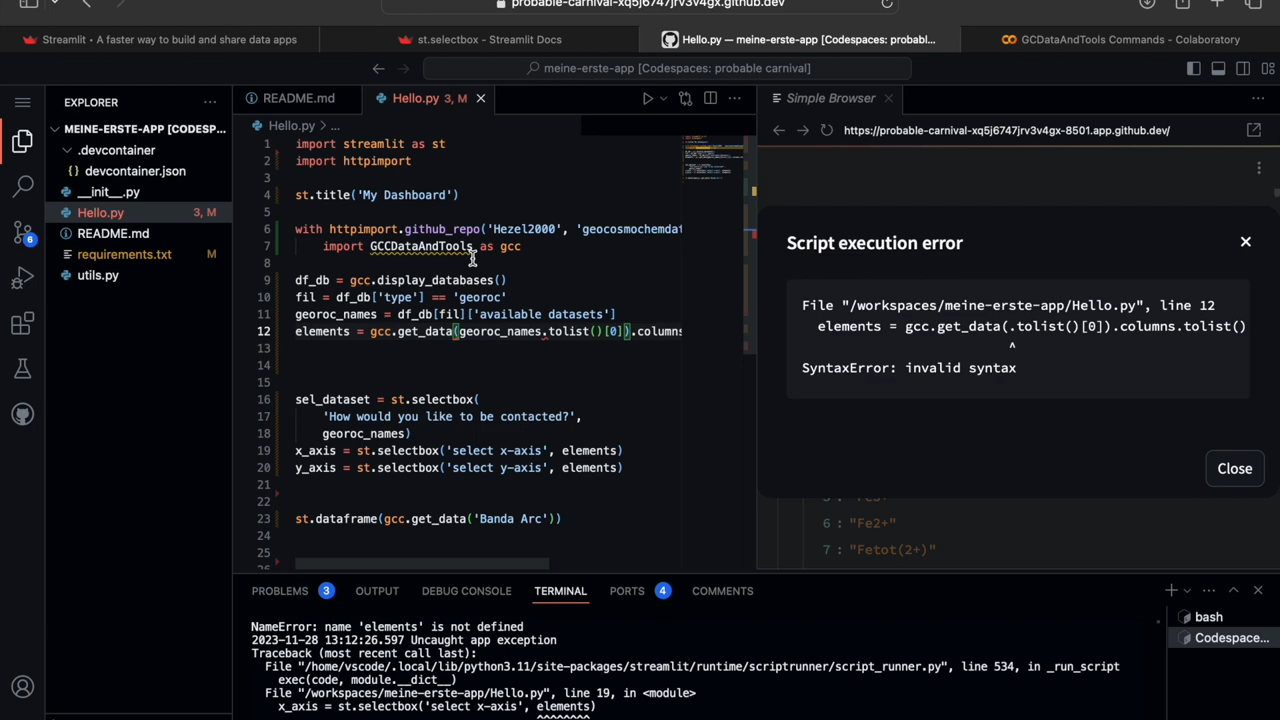 probable-carnival-xq5j6747jrv3v4gx.github.dev
Streamlit • A faster way to build and share data apps
st.selectbox - Streamlit Docs
Hello.py — meine-erste-app [Codespaces: probabl...
GCDataAndTools Commands - Colaboratory
meine-erste-app [Codespaces: probable carnival]
EXPLORER
MEINE-ERSTE-APP [CODESP...
.devcontainer
{} devcontainer.json
__init__.py
Hello.py 3, M
README.md
requirements.txt M
utils.py
6
README.md
Hello.py 3, M
Hello.py > ...
1 import streamlit as st
2 import httpimport
3
4 st.title('My Dashboard')
5
6 with httpimport.github_repo('Hezel2000', 'geocosmochemdat
7 import GCCDataAndTools as gcc
8
9 df_db = gcc.display_databases()
10 fil = df_db['type'] == 'georoc'
11 georoc_names = df_db[fil]['available datasets']
12 elements = gcc.get_data(georoc_names.tolist()[0]).columns
13
14
15
16 sel_dataset = st.selectbox(
17 'How would you like to be contacted?',
18 georoc_names)
19 x_axis = st.selectbox('select x-axis', elements)
20 y_axis = st.selectbox('select y-axis', elements)
21
22
23 st.dataframe(gcc.get_data('Banda Arc'))
24
25
26
Simple Browser
https://probable-carnival-xq5j6747jrv3v4gx-8501.app.github.dev/
Script execution error
File "/workspaces/meine-erste-app/Hello.py", line 12
elements = gcc.get_data(.tolist()[0]).columns.tolist()
^
SyntaxError: invalid syntax
Close
6 : "Fe2+"
7 : "Fetot(2+)"
PROBLEMS 3 OUTPUT DEBUG CONSOLE TERMINAL PORTS 4 COMMENTS
NameError: name 'elements' is not defined
2023-11-28 13:12:26.597 Uncaught app exception
Traceback (most recent call last):
File "/home/vscode/.local/lib/python3.11/site-packages/streamlit/runtime/scriptrunner/script_runner.py", line 534, in _run_script
exec(code, module.__dict__)
File "/workspaces/meine-erste-app/Hello.py", line 19, in <module>
x_axis = st.selectbox('select x-axis', elements)
^^^^^^^^
bash
Codespace...